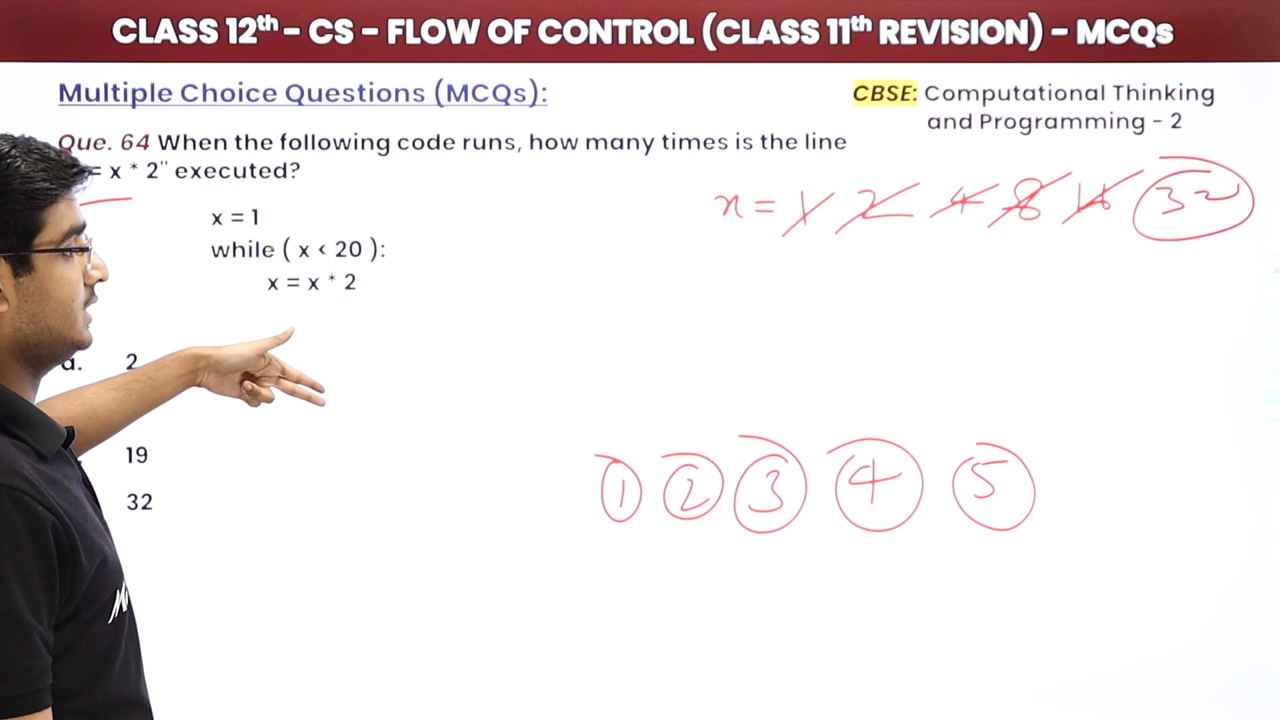 CLASS 12th – CS – FLOW OF CONTROL (CLASS 11th REVISION) – MCQs
Multiple Choice Questions (MCQs):
CBSE: Computational Thinking
and Programming - 2
Que. 64 When the following code runs, how many times is the line
= x * 2" executed?
x = 1
while ( x < 20 ):
x = x * 2
x = 1 2 4 8 16 32
a. 2
19
32
1 2 3 4 5